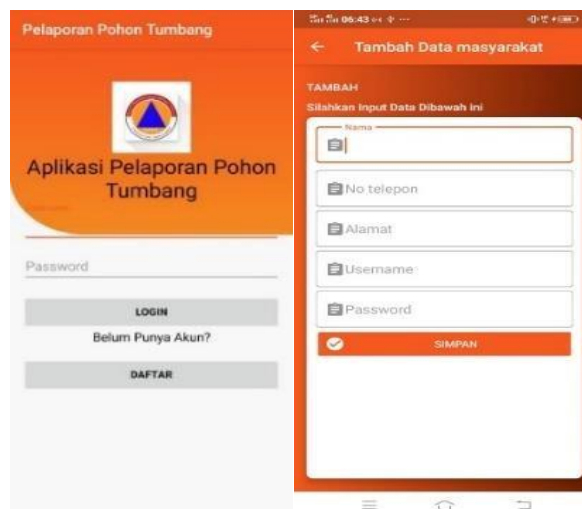 Pelaporan Pohon Tumbang
Aplikasi Pelaporan Pohon
Tumbang
Password
LOGIN
Belum Punya Akun?
DAFTAR
06:43
Tambah Data masyarakat
TAMBAH
Silahkan Input Data Dibawah Ini
Nama
No telepon
Alamat
Username
Password
SIMPAN